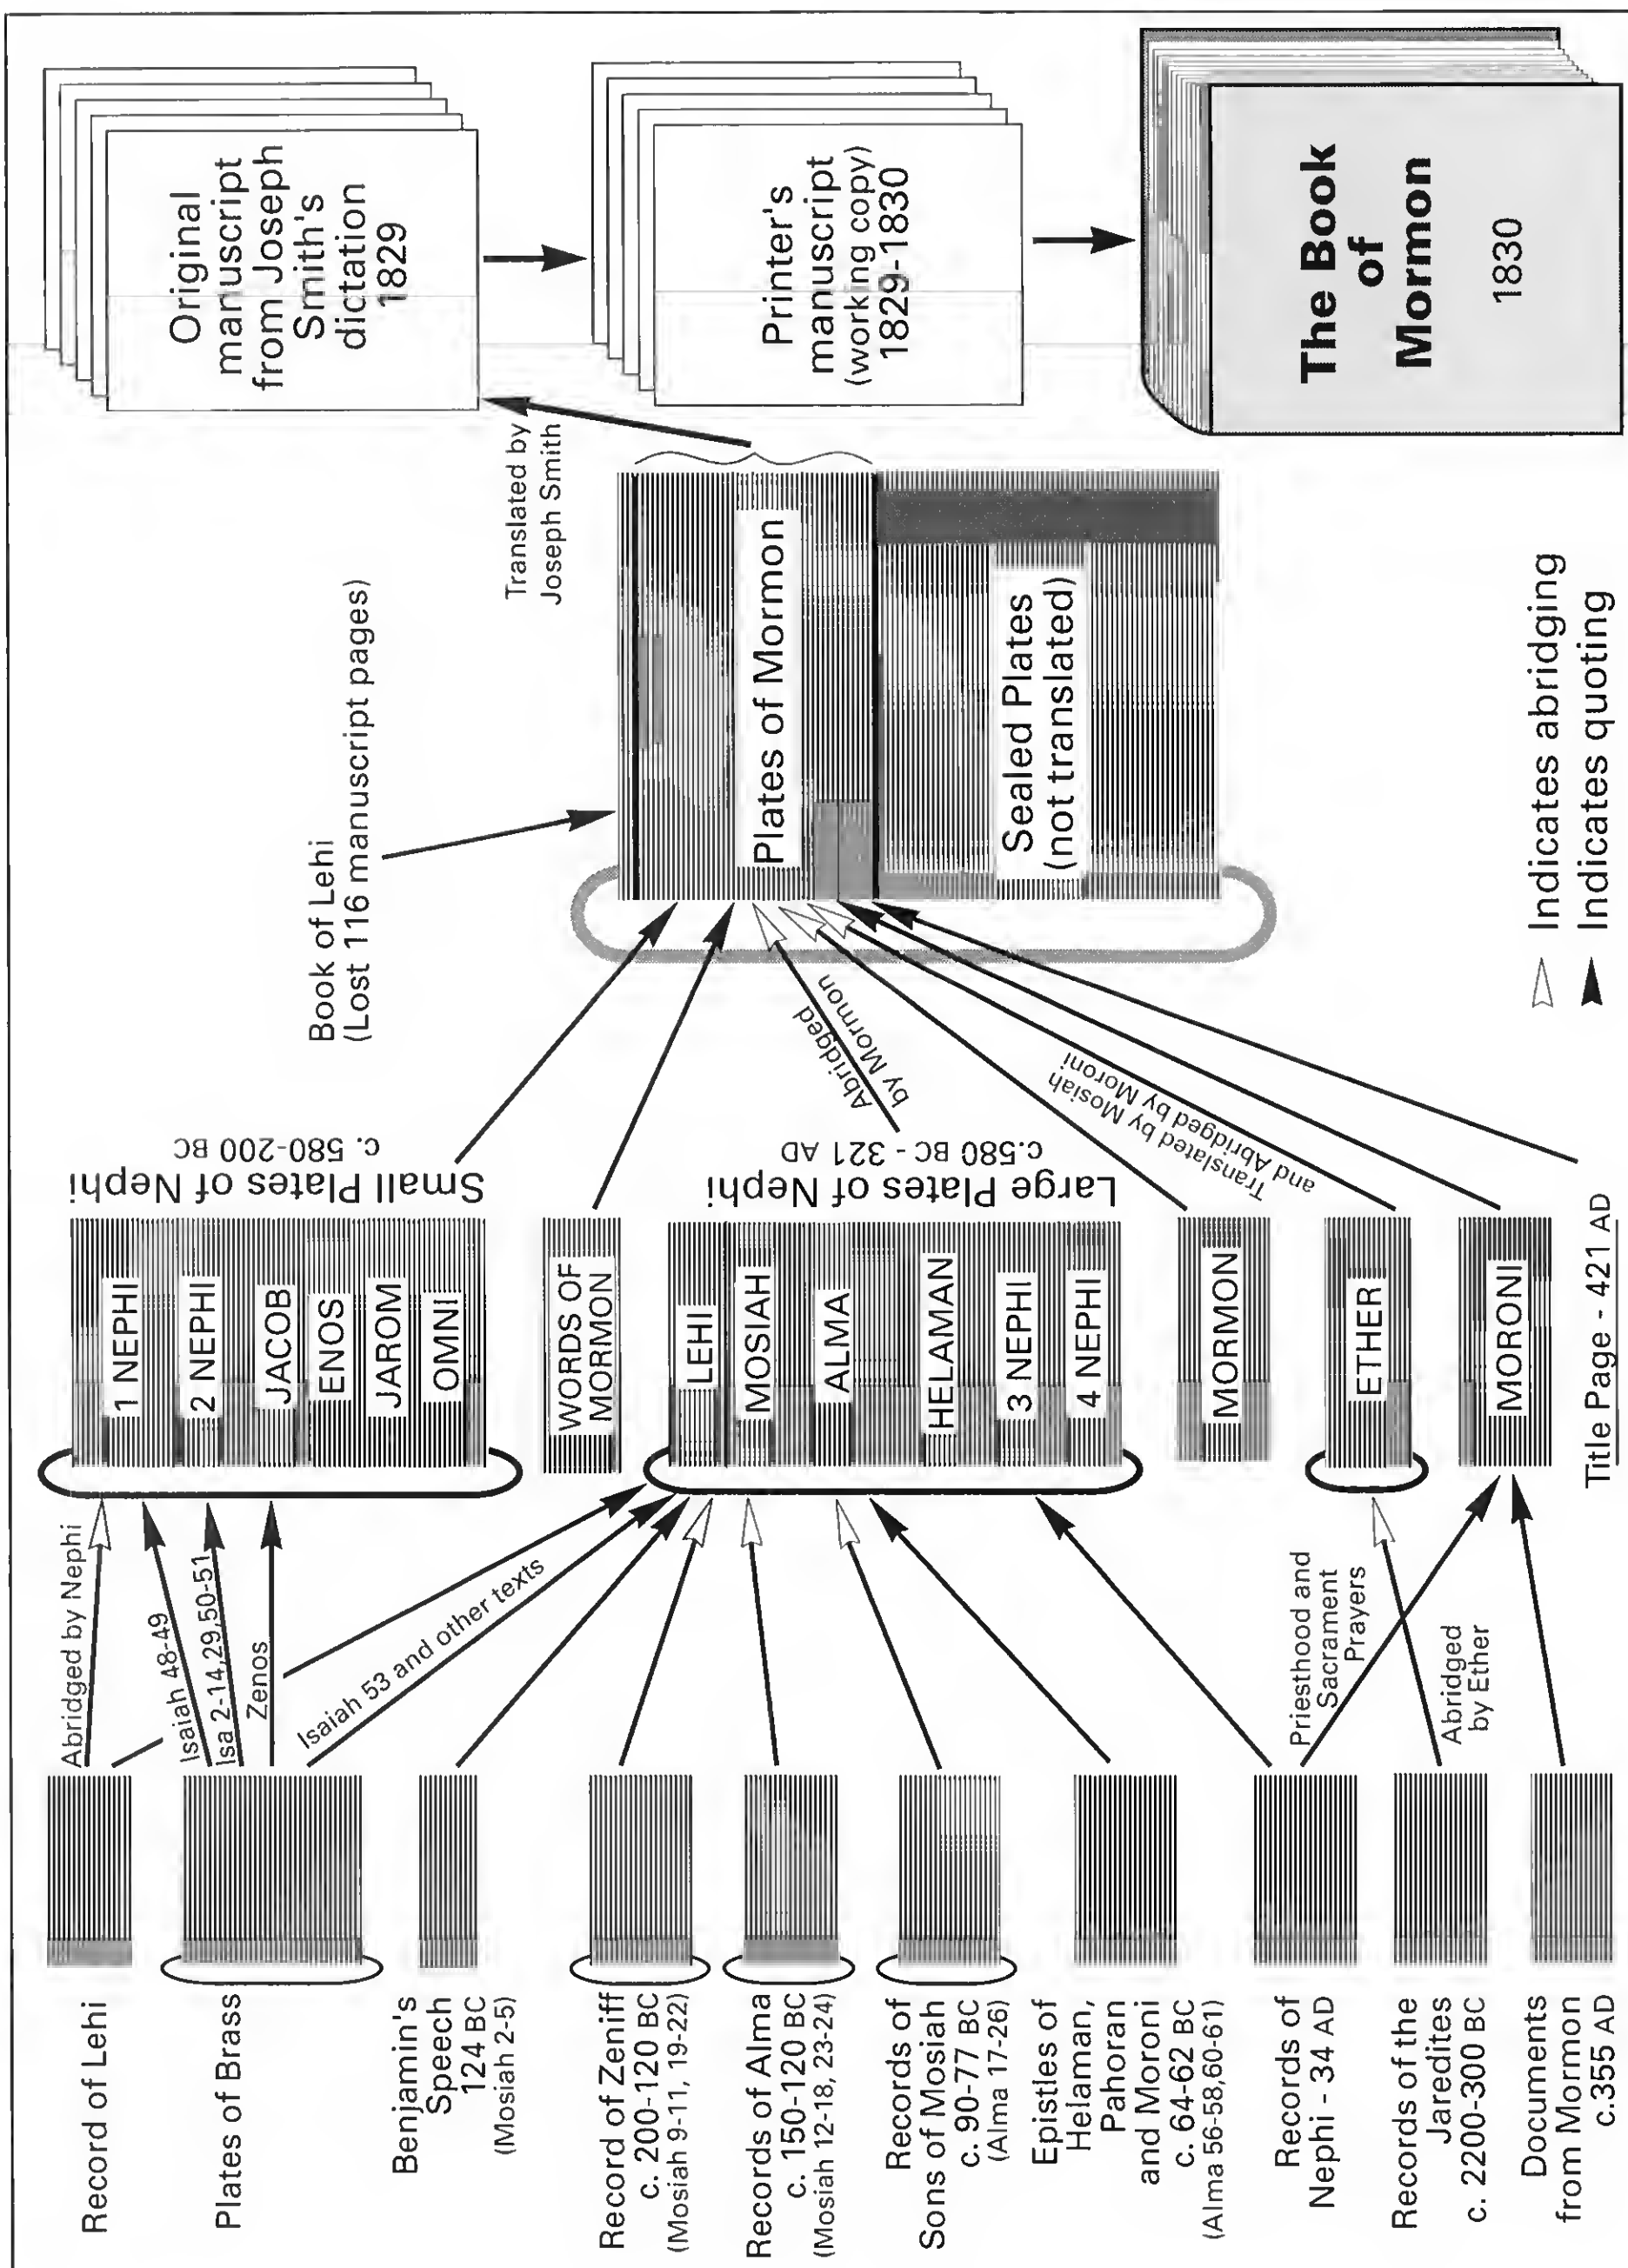 Record of Lehi
Plates of Brass
Benjamin's
Speech
124 BC
(Mosiah 2-5)
Record of Zeniff
c. 200-120 BC
(Mosiah 9-11, 19-22)
Records of Alma
c. 150-120 BC
(Mosiah 12-18, 23-24)
Records of
Sons of Mosiah
c. 90-77 BC
(Alma 17-26)
Epistles of
Helaman,
Pahoran
and Moroni
c. 64-62 BC
(Alma 56-58,60-61)
Records of
Nephi - 34 AD
Records of the
Jaredites
c. 2200-300 BC
Documents
from Mormon
c.355 AD
Abridged by Nephi
Isaiah 48-49
Isa 2-14,29,50-51
Zenos
Isaiah 53 and other texts
Priesthood and
Sacrament
Prayers
Abridged
by Ether
1 NEPHI
2 NEPHI
JACOB
ENOS
JAROM
OMNI
Small Plates of Nephi
c. 580-200 BC
WORDS OF
MORMON
LEHI
MOSIAH
ALMA
HELAMAN
3 NEPHI
4 NEPHI
Large Plates of Nephi
c.580 BC - 321 AD
MORMON
ETHER
MORONI
Title Page - 421 AD
Abridged
by Mormon
Translated by Mosiah
and Abridged by Moroni
Book of Lehi
(Lost 116 manuscript pages)
Plates of Mormon
Sealed Plates
(not translated)
Translated by
Joseph Smith
Indicates abridging
Indicates quoting
Original
manuscript
from Joseph
Smith's
dictation
1829
Printer's
manuscript
(working copy)
1829-1830
The Book
of
Mormon
1830